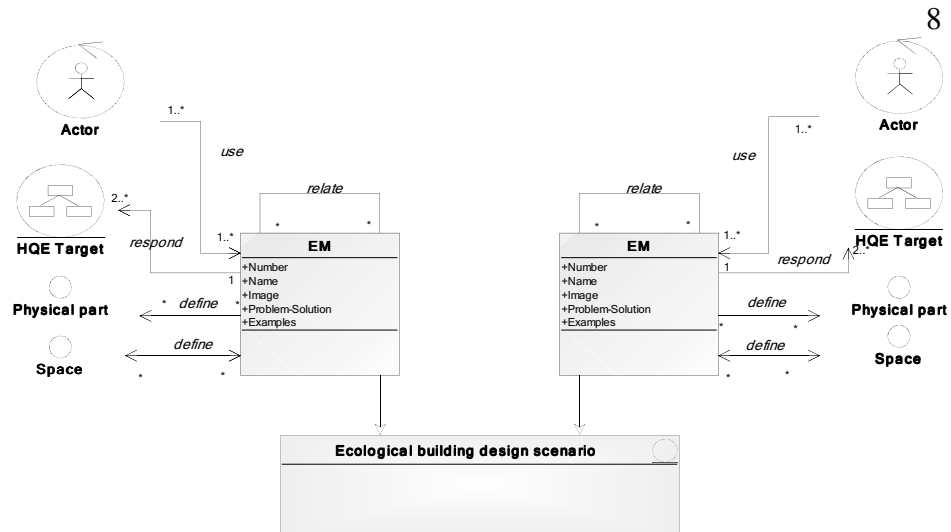 8
Actor
1..*
use
HQE Target
2..*
respond
1..*
1
relate
* *
EM
+Number
+Name
+Image
+Problem-Solution
+Examples
Physical part
* define *
Space
define
* *
Actor
1..*
use
HQE Target
2..*
respond
1..*
1
relate
* *
EM
+Number
+Name
+Image
+Problem-Solution
+Examples
Physical part
define
* *
Space
define
* *
Ecological building design scenario